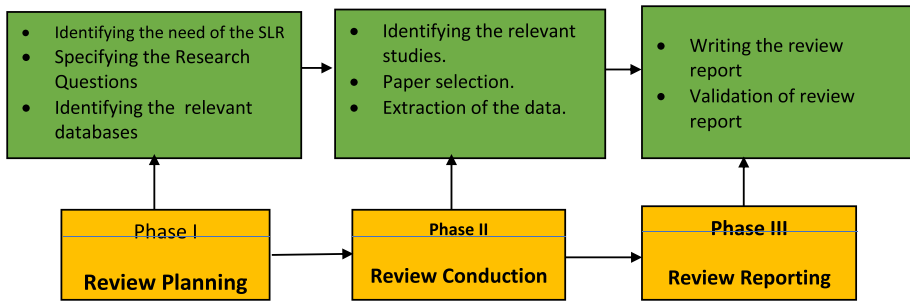 • Identifying the need of the SLR
• Specifying the Research
Questions
• Identifying the relevant
databases
• Identifying the relevant
studies.
• Paper selection.
• Extraction of the data.
• Writing the review
report
• Validation of review
report
Phase I
Review Planning
Phase II
Review Conduction
Phase III
Review Reporting